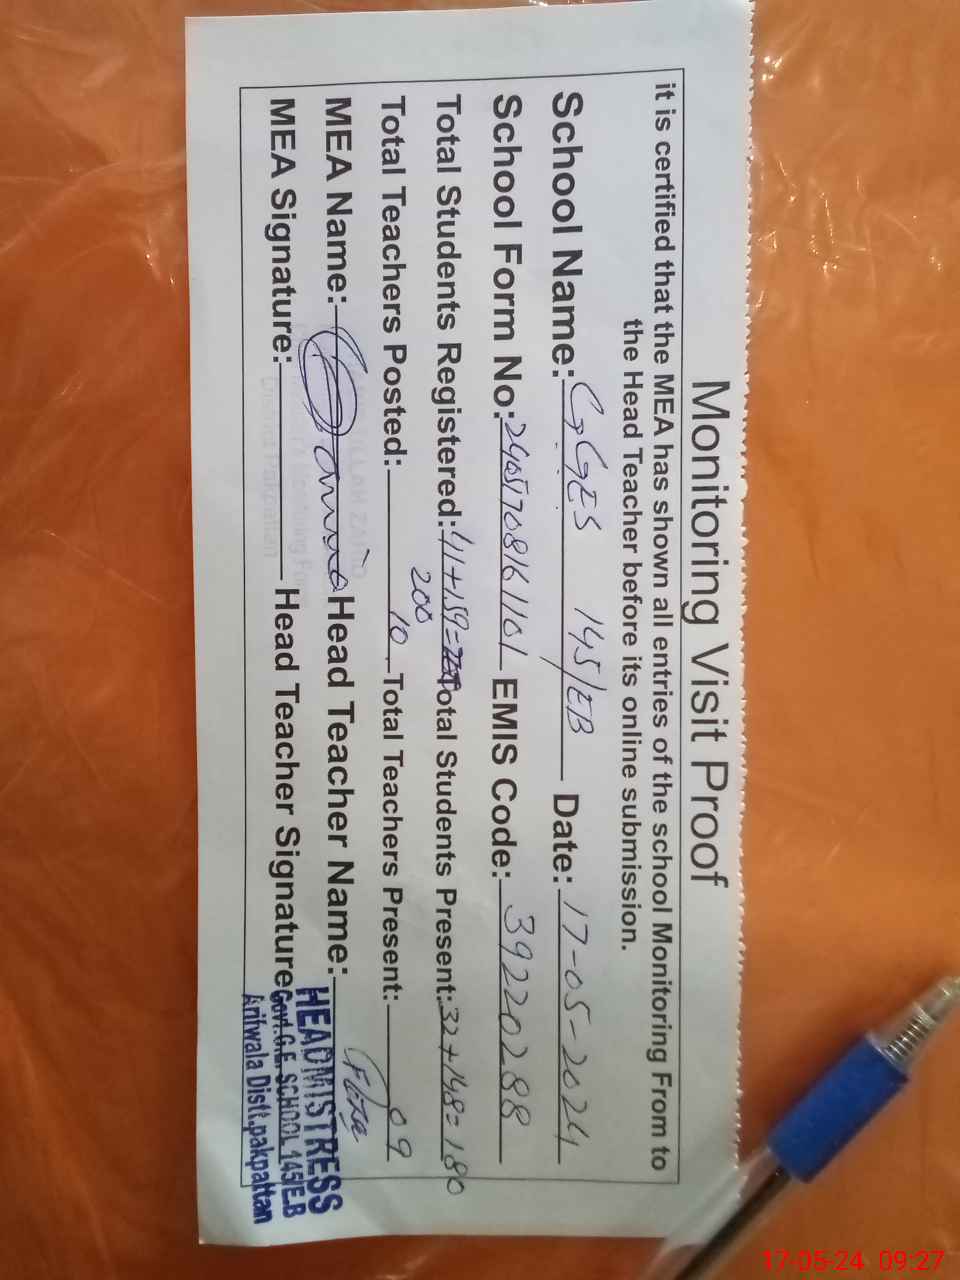 Monitoring Visit Proof
it is certified that the MEA has shown all entries of the school Monitoring From to
the Head Teacher before its online submission.
School Name: GGES 145/EB Date: 17-05-2024
School Form No: 24051708161101 EMIS Code: 39220288
Total Students Registered: 41+159= Total Students Present: 32+148=180
200
Total Teachers Posted: 10 Total Teachers Present: 09
MEA Name: Head Teacher Name:
MEA Signature: Head Teacher Signature
HEADMISTRESS
Govt.G.E SCHOOL 145/E.B
Arifwala Distt.pakpattan
17-05-24 09:27